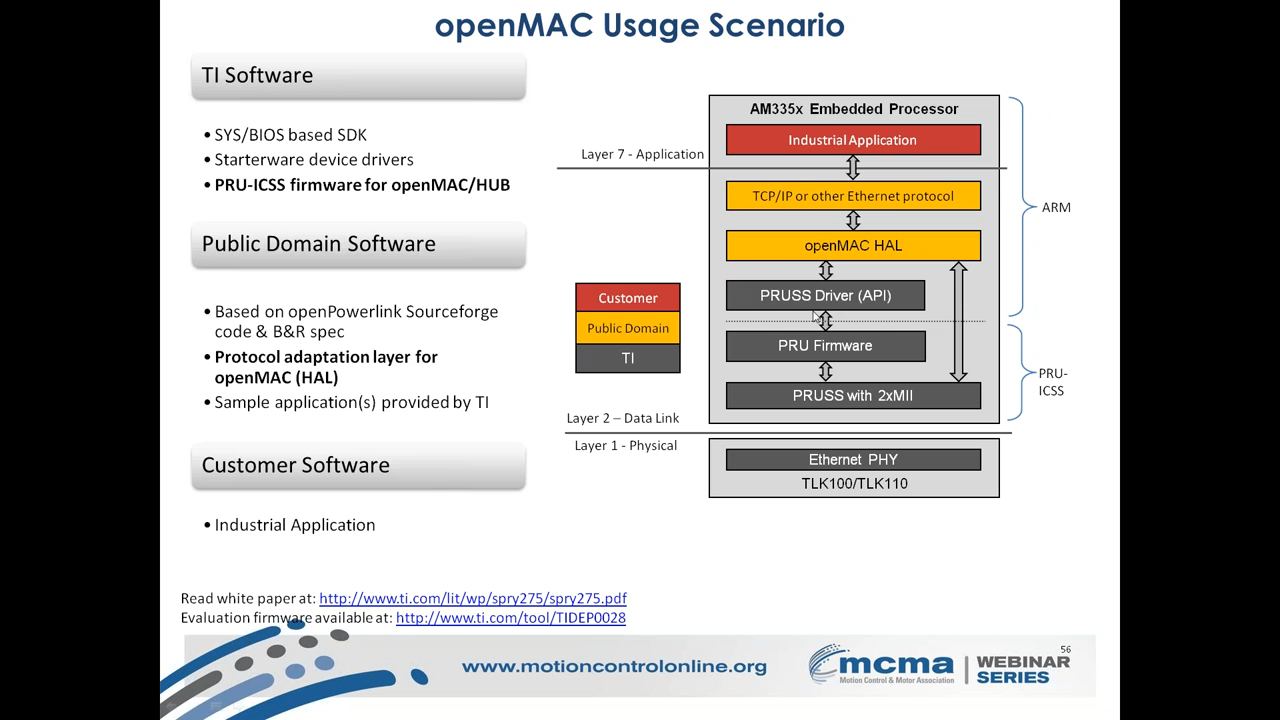 openMAC Usage Scenario
TI Software
• SYS/BIOS based SDK
• Starterware device drivers
• PRU-ICSS firmware for openMAC/HUB
Public Domain Software
• Based on openPowerlink Sourceforge
code & B&R spec
• Protocol adaptation layer for
openMAC (HAL)
• Sample application(s) provided by TI
Customer Software
• Industrial Application
Customer
Public Domain
TI
AM335x Embedded Processor
Industrial Application
Layer 7 - Application
TCP/IP or other Ethernet protocol
openMAC HAL
PRUSS Driver (API)
PRU Firmware
PRUSS with 2xMII
ARM
PRU-
ICSS
Layer 2 – Data Link
Layer 1 - Physical
Ethernet PHY
TLK100/TLK110
Read white paper at: http://www.ti.com/lit/wp/spry275/spry275.pdf
Evaluation firmware available at: http://www.ti.com/tool/TIDEP0028
www.motioncontrolonline.org
mcma
Motion Control & Motor Association
WEBINAR
SERIES
56